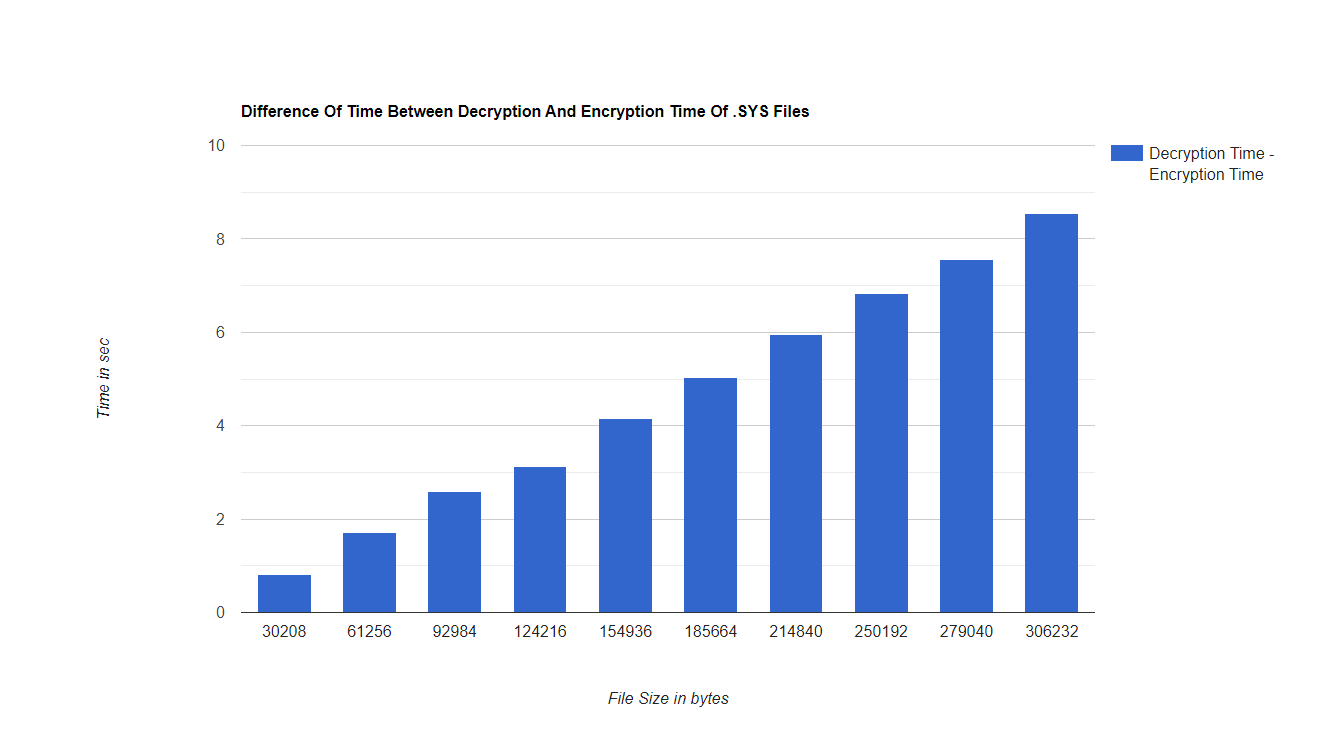 Difference Of Time Between Decryption And Encryption Time Of .SYS Files
10
8
6
4
2
0
Time in sec
30208 61256 92984 124216 154936 185664 214840 250192 279040 306232
File Size in bytes
Decryption Time -
Encryption Time